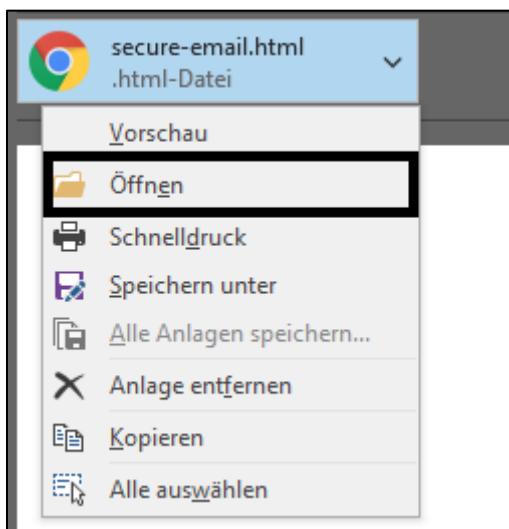 secure-email.html
.html-Datei
Vorschau
Öffnen
Schnelldruck
Speichern unter
Alle Anlagen speichern...
Anlage entfernen
Kopieren
Alle auswählen